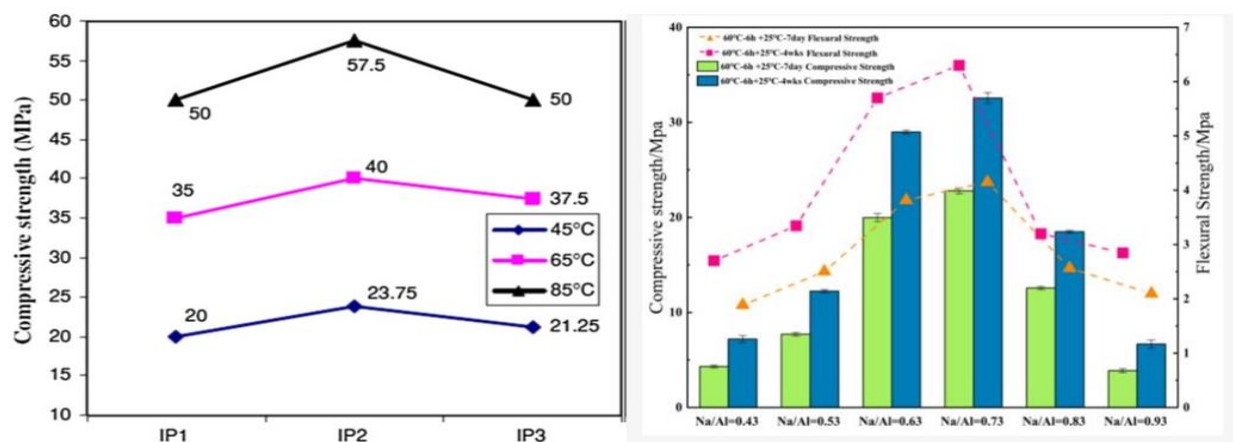 Compressive strength (MPa)
60
55
50
45
40
35
30
25
20
15
10
50
57.5
50
35
40
37.5
20
23.75
21.25
45°C
65°C
85°C
IP1 IP2 IP3
Compressive strength/Mpa
40
30
20
10
0
60°C-6h +25°C-7day Flexural Strength
60°C-6h+25°C-4wks Flexural Strength
60°C-6h +25°C-7day Compressive Strength
60°C-6h+25°C-4wks Compressive Strength
7
6
5
4
3
2
1
0
Flexural Strength/Mpa
Na/Al=0.43 Na/Al=0.53 Na/Al=0.63 Na/Al=0.73 Na/Al=0.83 Na/Al=0.93